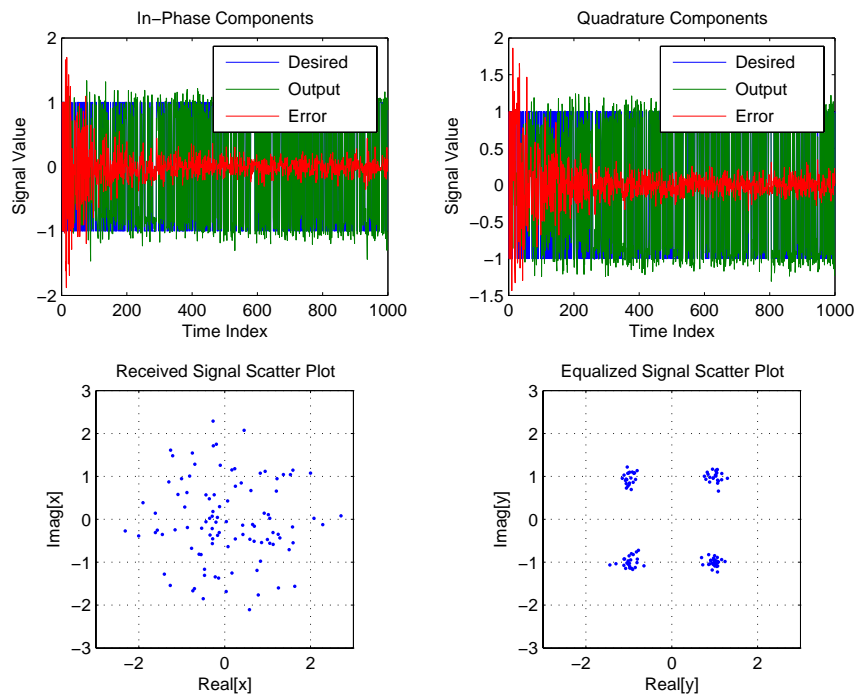 In−Phase Components
2
1
0
−1
−2
Signal Value
0 200 400 600 800 1000
Time Index
Desired
Output
Error
Quadrature Components
2
1.5
1
0.5
0
−0.5
−1
−1.5
Signal Value
0 200 400 600 800 1000
Time Index
Desired
Output
Error
Received Signal Scatter Plot
3
2
1
0
−1
−2
−3
Imag[x]
−2 0 2
Real[x]
Equalized Signal Scatter Plot
3
2
1
0
−1
−2
−3
Imag[y]
−2 0 2
Real[y]